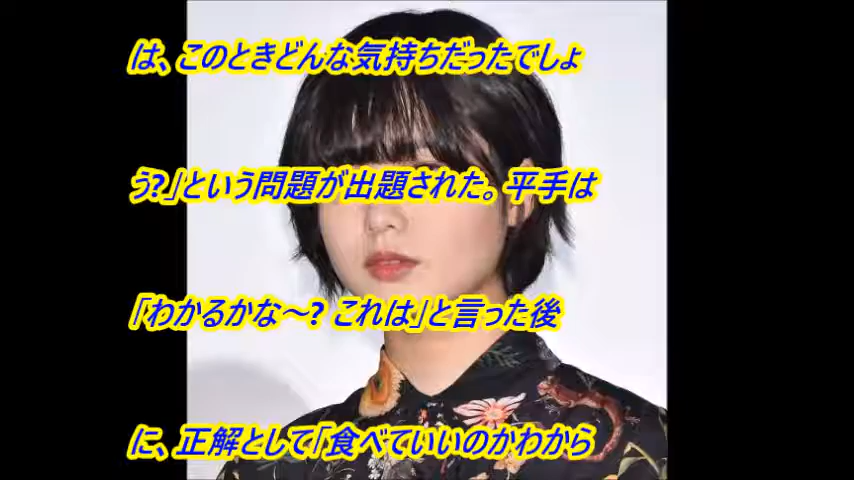 は、このときどんな気持ちだったでしょ
う?」という問題が出題された。平手は
「わかるかな〜? これは」と言った後
に、正解として「食べていいのかわから